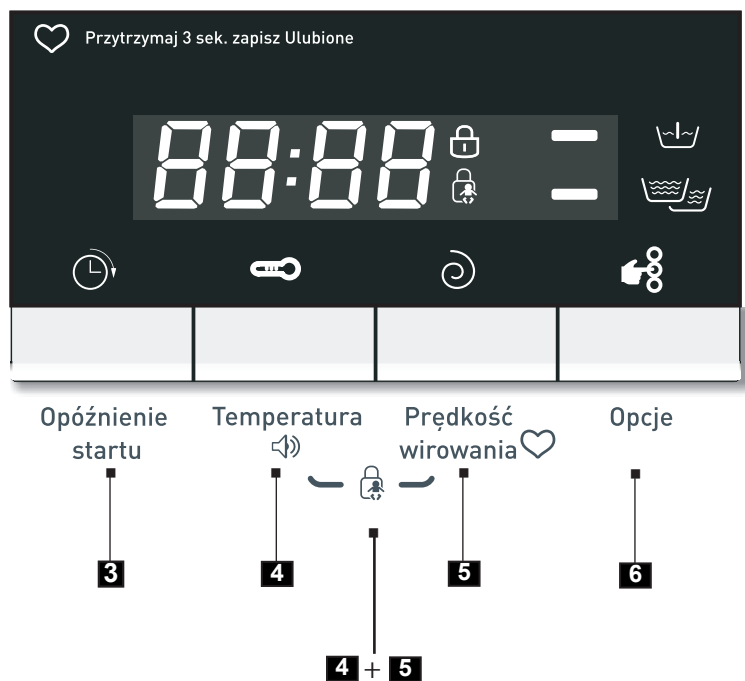 Przytrzymaj 3 sek. zapisz Ulubione
88:88
Opóźnienie
startu
Temperatura
Prędkość
wirowania
Opcje
3
4
5
6
4 + 5